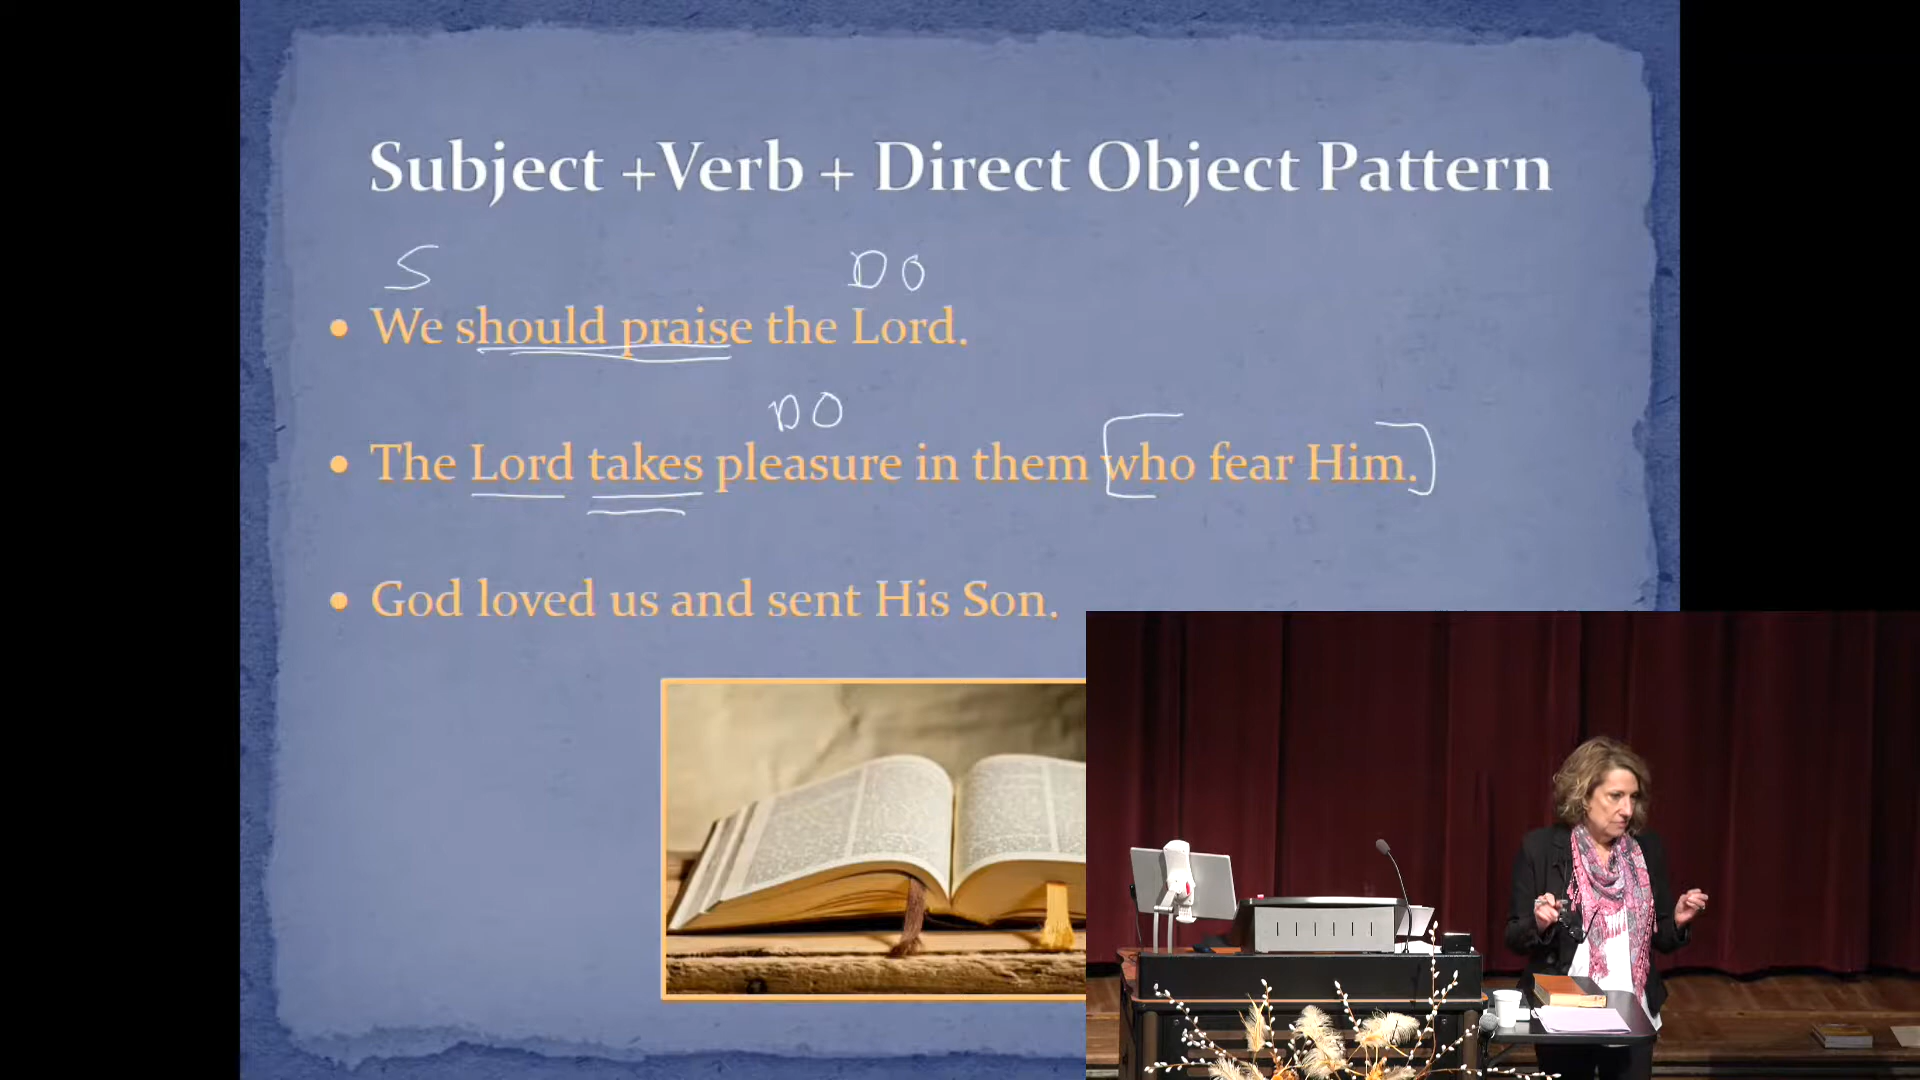 Subject +Verb + Direct Object Pattern
S DO
• We should praise the Lord.
DO
• The Lord takes pleasure in them [who fear Him.]
• God loved us and sent His Son.